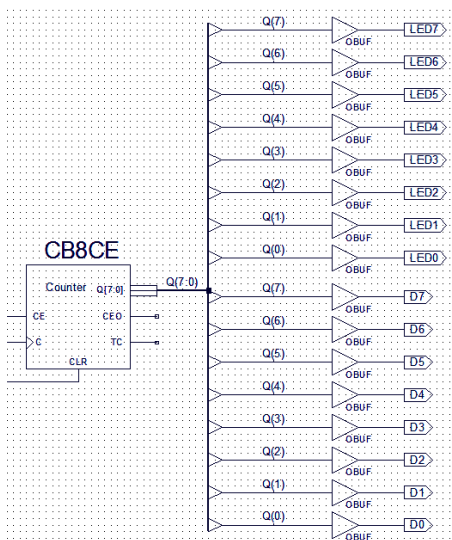 Q(7) LED7
OBUF
Q(6) LED6
OBUF
Q(5) LED5
OBUF
Q(4) LED4
OBUF
Q(3) LED3
OBUF
Q(2) LED2
OBUF
Q(1) LED1
OBUF
Q(0) LED0
OBUF
CB8CE
Counter Q[7:0] Q(7:0)
CE CEO
C TC
CLR
Q(7) D7
OBUF
Q(6) D6
OBUF
Q(5) D5
OBUF
Q(4) D4
OBUF
Q(3) D3
OBUF
Q(2) D2
OBUF
Q(1) D1
OBUF
Q(0) D0
OBUF